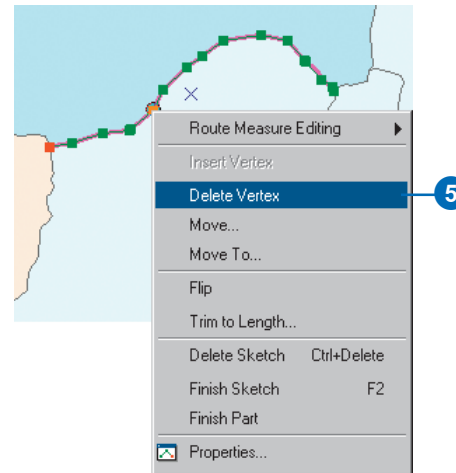 Route Measure Editing
Insert Vertex
Delete Vertex
5
Move...
Move To...
Flip
Trim to Length...
Delete Sketch Ctrl+Delete
Finish Sketch F2
Finish Part
Properties...